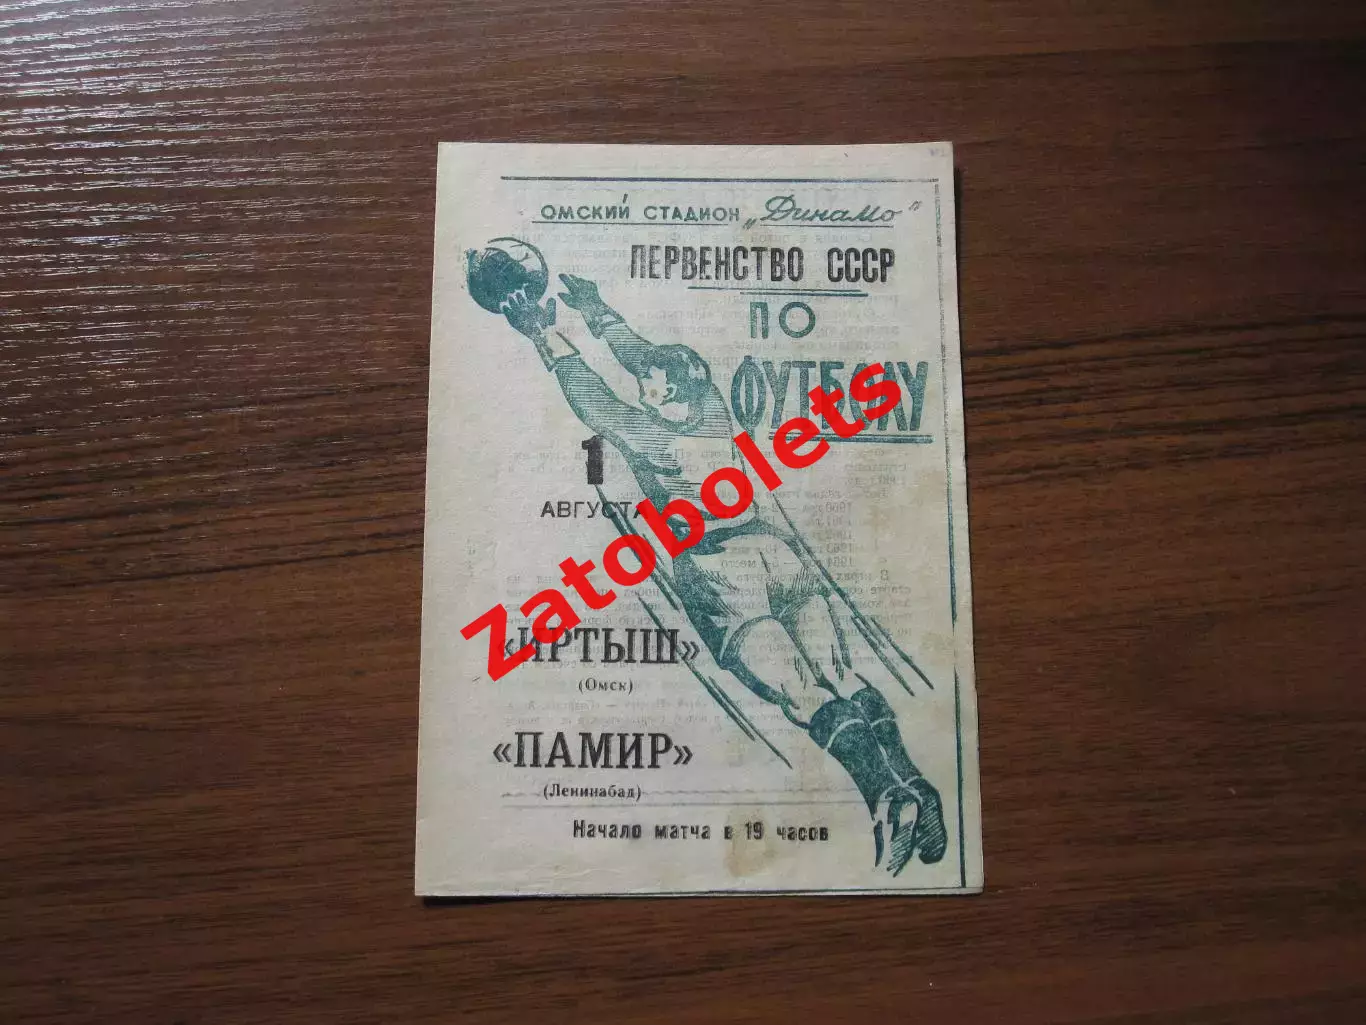 ОМСКИЙ СТАДИОН „Динамо"
ПЕРВЕНСТВО СССР
ПО
ФУТБОЛУ
1
АВГУСТА
Zatobolets
«ИРТЫШ»
(Омск)
«ПАМИР»
(Ленинабад)
Начало матча в 19 часов